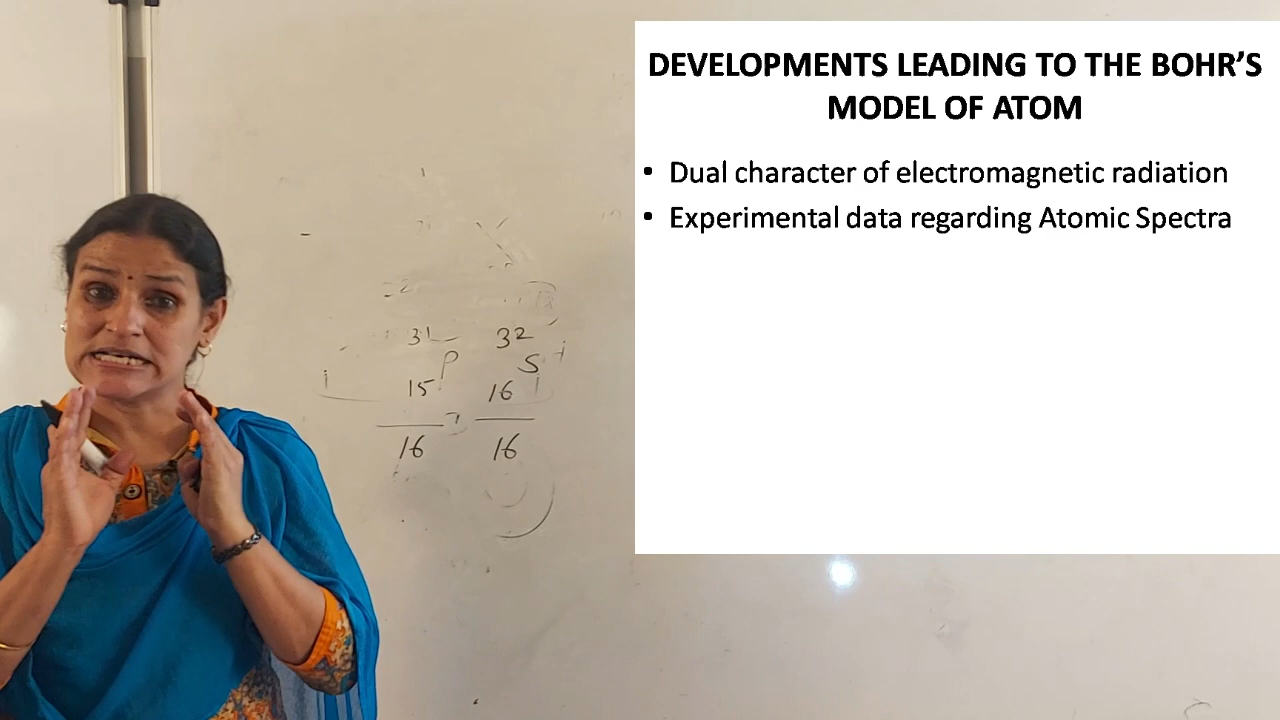 DEVELOPMENTS LEADING TO THE BOHR’S
MODEL OF ATOM
• Dual character of electromagnetic radiation
• Experimental data regarding Atomic Spectra
31 32
P S
15 16
16 16